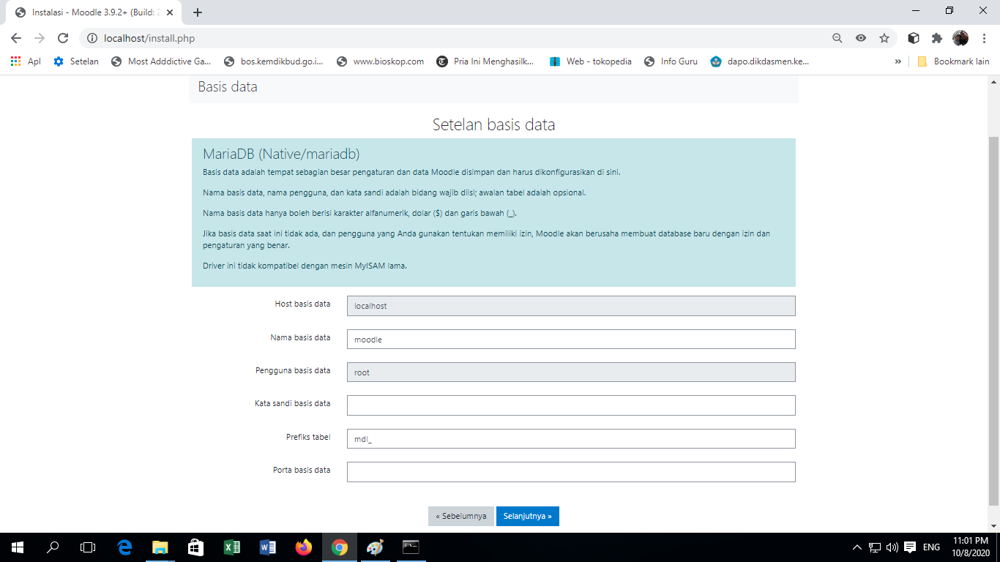 Instalasi - Moodle 3.9.2+ (Build: 2
localhost/install.php
Apl Setelan Most Adddictive Ga... bos.kemdikbud.go.i... www.bioskop.com Pria Ini Menghasilk... Web - tokopedia Info Guru dapo.dikdasmen.ke... » Bookmark lain
Basis data
Setelan basis data
MariaDB (Native/mariadb)
Basis data adalah tempat sebagian besar pengaturan dan data Moodle disimpan dan harus dikonfigurasikan di sini.
Nama basis data, nama pengguna, dan kata sandi adalah bidang wajib diisi; awalan tabel adalah opsional.
Nama basis data hanya boleh berisi karakter alfanumerik, dolar ($) dan garis bawah (_).
Jika basis data saat ini tidak ada, dan pengguna yang Anda gunakan tentukan memiliki izin, Moodle akan berusaha membuat database baru dengan izin dan
pengaturan yang benar.
Driver ini tidak kompatibel dengan mesin MyISAM lama.
Host basis data localhost
Nama basis data moodle
Pengguna basis data root
Kata sandi basis data
Prefiks tabel mdl_
Porta basis data
« Sebelumnya Selanjutnya »
ENG 11:01 PM
10/8/2020